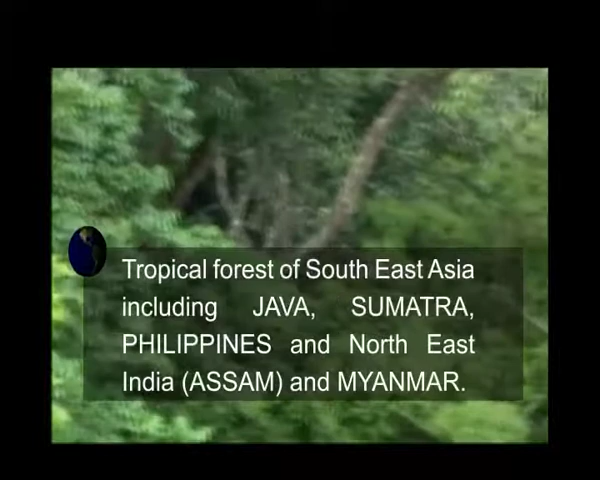 Tropical forest of South East Asia
including JAVA, SUMATRA,
PHILIPPINES and North East
India (ASSAM) and MYANMAR.